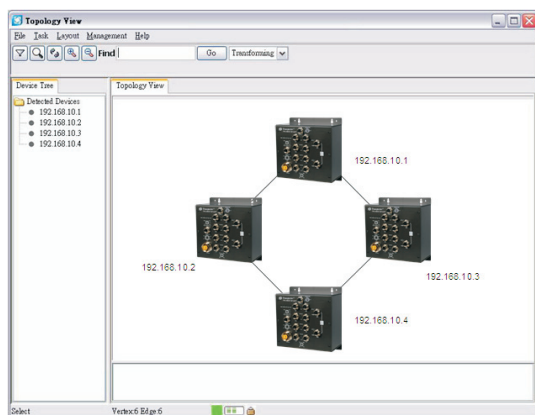 Topology View
File Task Layout Management Help
Find Go Transforming
Device Tree
Topology View
Detected Devices
192.168.10.1
192.168.10.2
192.168.10.3
192.168.10.4
192.168.10.1
192.168.10.2
192.168.10.3
192.168.10.4
Select Vertex:6 Edge:6